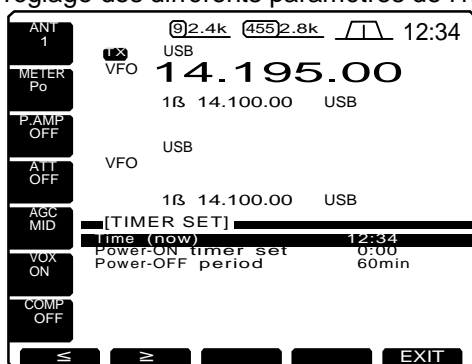 réglage des différents paramètres de l'h
ANT
1
9 2.4k 455 2.8k 12:34
TX USB
VFO 14.195.00
METER
Po
1ß 14.100.00 USB
P.AMP
OFF
USB
VFO
ATT
OFF
1ß 14.100.00 USB
AGC
MID
[TIMER SET]
Time (now) 12:34
Power-ON timer set 0:00
Power-OFF period 60min
VOX
ON
COMP
OFF
≤ ≥ EXIT